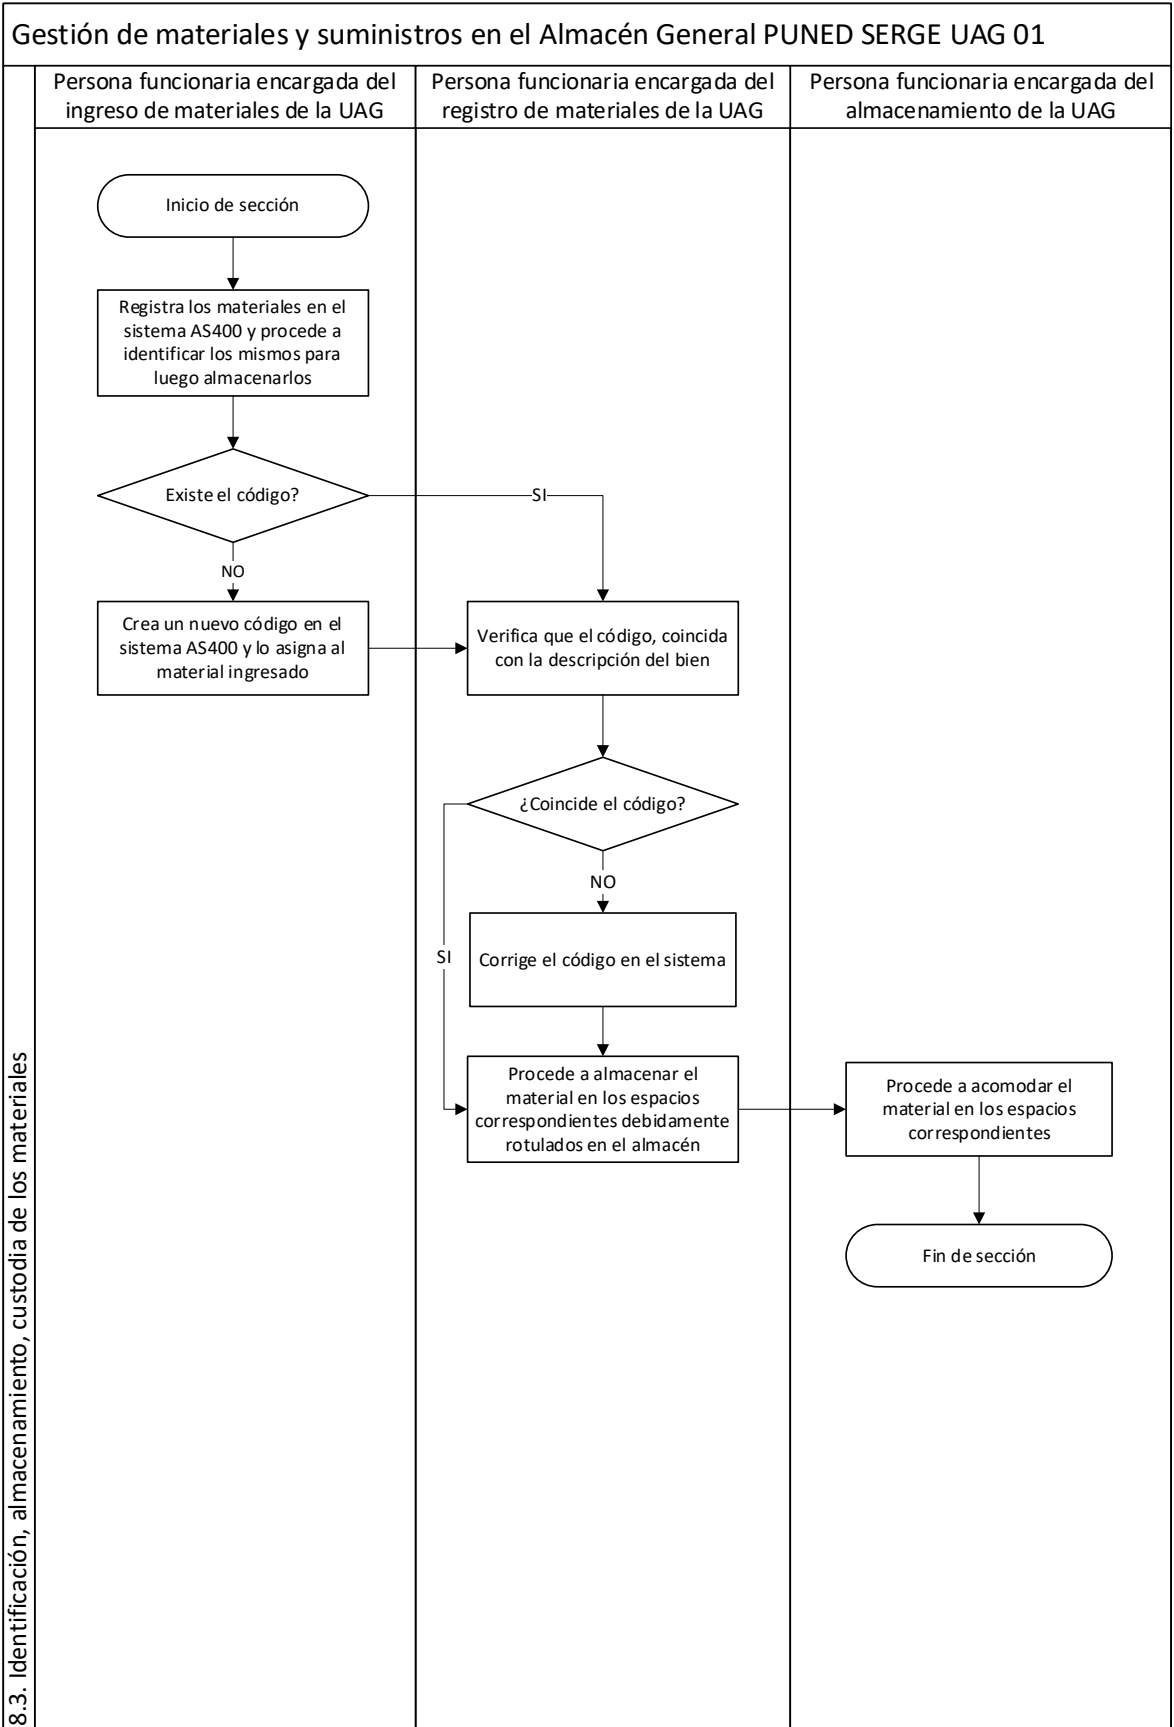 Gestión de materiales y suministros en el Almacén General PUNED SERGE UAG 01
8.3. Identificación, almacenamiento, custodia de los materiales
Persona funcionaria encargada del
ingreso de materiales de la UAG
Persona funcionaria encargada del
registro de materiales de la UAG
Persona funcionaria encargada del
almacenamiento de la UAG
Inicio de sección
Registra los materiales en el
sistema AS400 y procede a
identificar los mismos para
luego almacenarlos
Existe el código?
SI
NO
Crea un nuevo código en el
sistema AS400 y lo asigna al
material ingresado
Verifica que el código, coincida
con la descripción del bien
¿Coincide el código?
NO
SI
Corrige el código en el sistema
Procede a almacenar el
material en los espacios
correspondientes debidamente
rotulados en el almacén
Procede a acomodar el
material en los espacios
correspondientes
Fin de sección